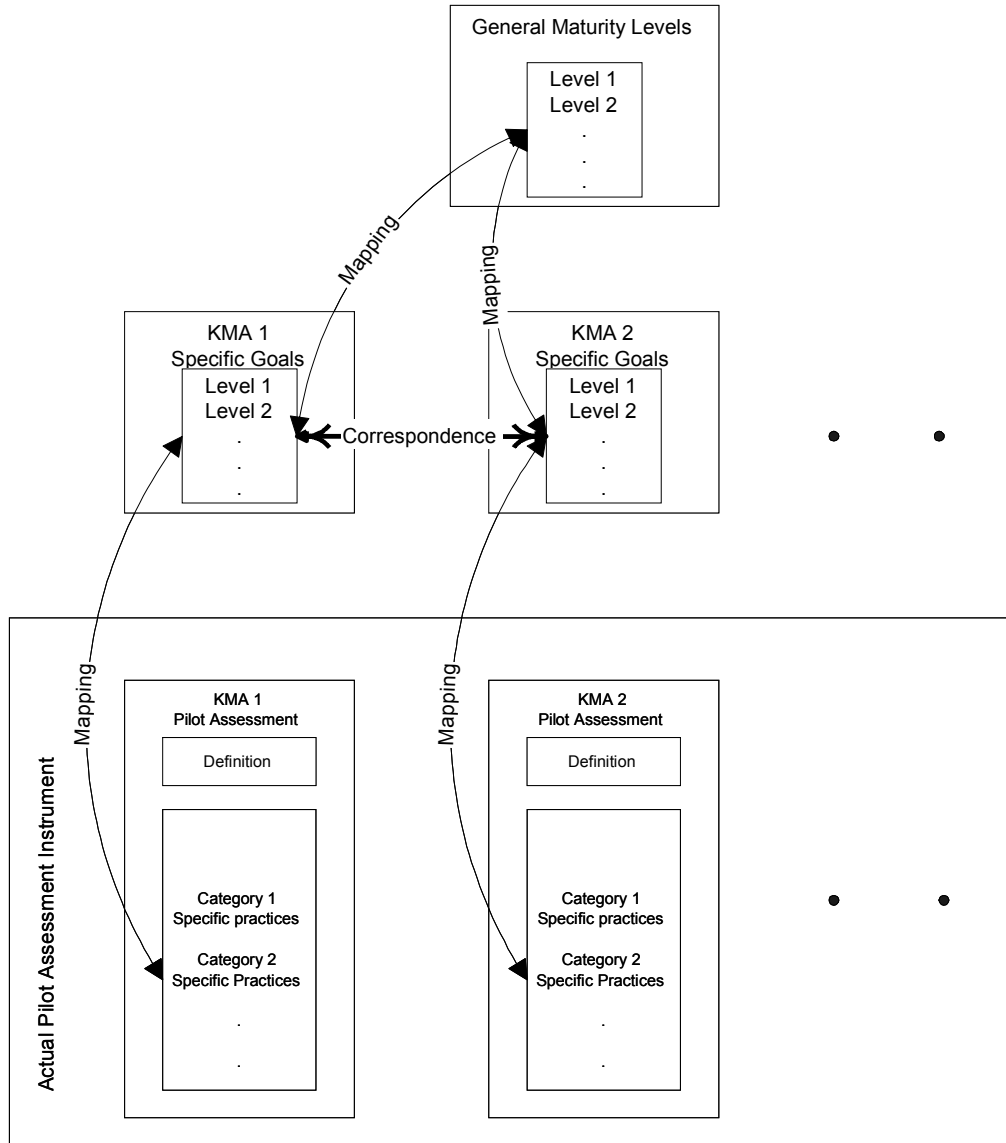 General Maturity Levels
Level 1
Level 2
.
.
.
Mapping
Mapping
KMA 1
Specific Goals
Level 1
Level 2
.
.
.
Correspondence
KMA 2
Specific Goals
Level 1
Level 2
.
.
.
Mapping
Mapping
Actual Pilot Assessment Instrument
KMA 1
Pilot Assessment
Definition
Category 1
Specific practices
Category 2
Specific Practices
.
.
KMA 2
Pilot Assessment
Definition
Category 1
Specific practices
Category 2
Specific Practices
.
.